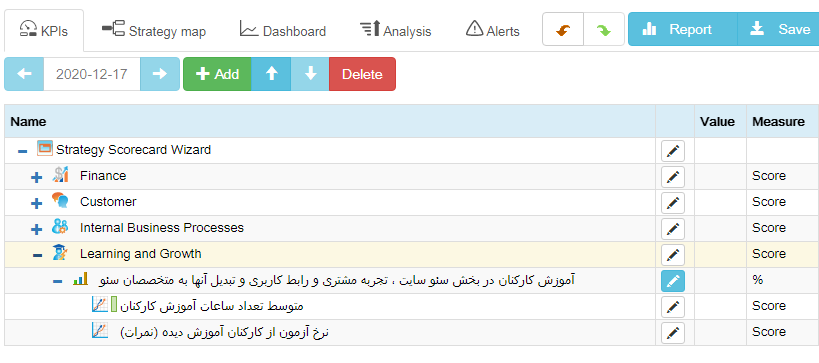 KPIs Strategy map Dashboard Analysis Alerts Report Save
2020-12-17 Add Delete
Name Value Measure
Strategy Scorecard Wizard
Finance Score
Customer Score
Internal Business Processes Score
Learning and Growth Score
آموزش کارکنان در بخش سئو سایت ، تجربه مشتری و رابط کاربری و تبدیل آنها به متخصصان سئو %
متوسط تعداد ساعات آموزش کارکنان Score
نرخ آزمون از کارکنان آموزش دیده (نمرات) Score